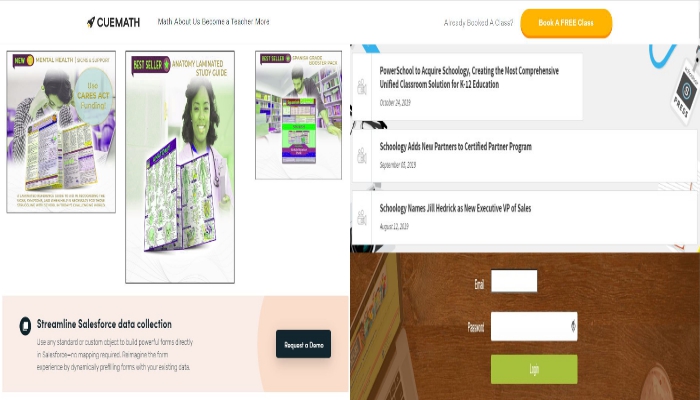 CUEMATH
Math About Us Become a Teacher More
Already Booked A Class?
Book A FREE Class
NEW
MENTAL HEALTH
BEST SELLER
ANATOMY LAMINATED
STUDY GUIDE
BEST SELLER
SPANISH GRADE
BOOSTER PACK
Use
CARES ACT
Funding!
PowerSchool to Acquire Schoology, Creating the Most Comprehensive
Unified Classroom Solution for K-12 Education
October 24, 2019
Schoology Adds New Partners to Certified Partner Program
September 05, 2019
Schoology Names Jill Hedrick as New Executive VP of Sales
August 12, 2019
PRESS
Streamline Salesforce data collection
Use any standard or custom object to build powerful forms directly
in Salesforce—no mapping required. Reimagine the form
experience by dynamically prefilling forms with your existing data.
Request a Demo
Email
Password
Login